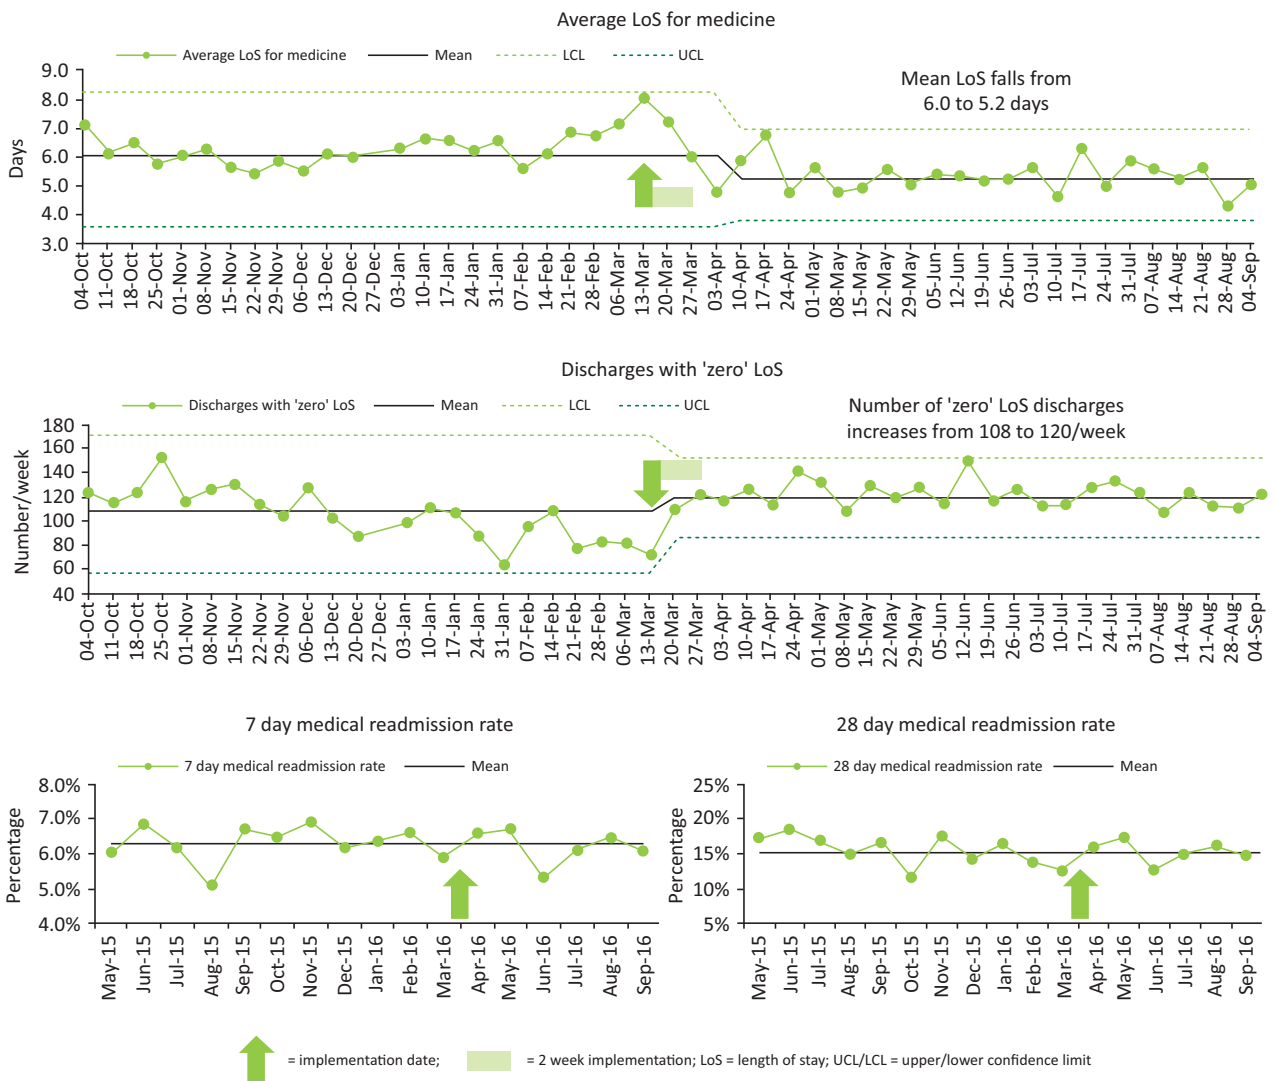 Average LoS for medicine
Average LoS for medicine Mean LCL UCL
Mean LoS falls from
6.0 to 5.2 days
Days
9.0
8.0
7.0
6.0
5.0
4.0
3.0
04-Oct 11-Oct 18-Oct 25-Oct 01-Nov 08-Nov 15-Nov 22-Nov 29-Nov 06-Dec 13-Dec 20-Dec 27-Dec 03-Jan 10-Jan 17-Jan 24-Jan 31-Jan 07-Feb 14-Feb 21-Feb 28-Feb 06-Mar 13-Mar 20-Mar 27-Mar 03-Apr 10-Apr 17-Apr 24-Apr 01-May 08-May 15-May 22-May 29-May 05-Jun 12-Jun 19-Jun 26-Jun 03-Jul 10-Jul 17-Jul 24-Jul 31-Jul 07-Aug 14-Aug 21-Aug 28-Aug 04-Sep
Discharges with 'zero' LoS
Discharges with 'zero' LoS Mean LCL UCL
Number of 'zero' LoS discharges
increases from 108 to 120/week
Number/week
180
160
140
120
100
80
60
40
04-Oct 11-Oct 18-Oct 25-Oct 01-Nov 08-Nov 15-Nov 22-Nov 29-Nov 06-Dec 13-Dec 20-Dec 27-Dec 03-Jan 10-Jan 17-Jan 24-Jan 31-Jan 07-Feb 14-Feb 21-Feb 28-Feb 06-Mar 13-Mar 20-Mar 27-Mar 03-Apr 10-Apr 17-Apr 24-Apr 01-May 08-May 15-May 22-May 29-May 05-Jun 12-Jun 19-Jun 26-Jun 03-Jul 10-Jul 17-Jul 24-Jul 31-Jul 07-Aug 14-Aug 21-Aug 28-Aug 04-Sep
7 day medical readmission rate
7 day medical readmission rate Mean
Percentage
8.0%
7.0%
6.0%
5.0%
4.0%
May-15 Jun-15 Jul-15 Aug-15 Sep-15 Oct-15 Nov-15 Dec-15 Jan-16 Feb-16 Mar-16 Apr-16 May-16 Jun-16 Jul-16 Aug-16 Sep-16
28 day medical readmission rate
28 day medical readmission rate Mean
Percentage
25%
20%
15%
10%
5%
May-15 Jun-15 Jul-15 Aug-15 Sep-15 Oct-15 Nov-15 Dec-15 Jan-16 Feb-16 Mar-16 Apr-16 May-16 Jun-16 Jul-16 Aug-16 Sep-16
= implementation date; = 2 week implementation; LoS = length of stay; UCL/LCL = upper/lower confidence limit